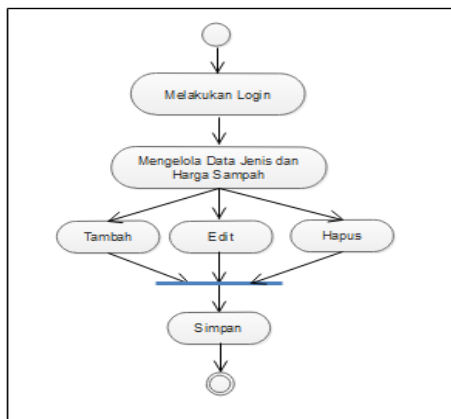 Melakukan Login
Mengelola Data Jenis dan
Harga Sampah
Tambah
Edit
Hapus
Simpan